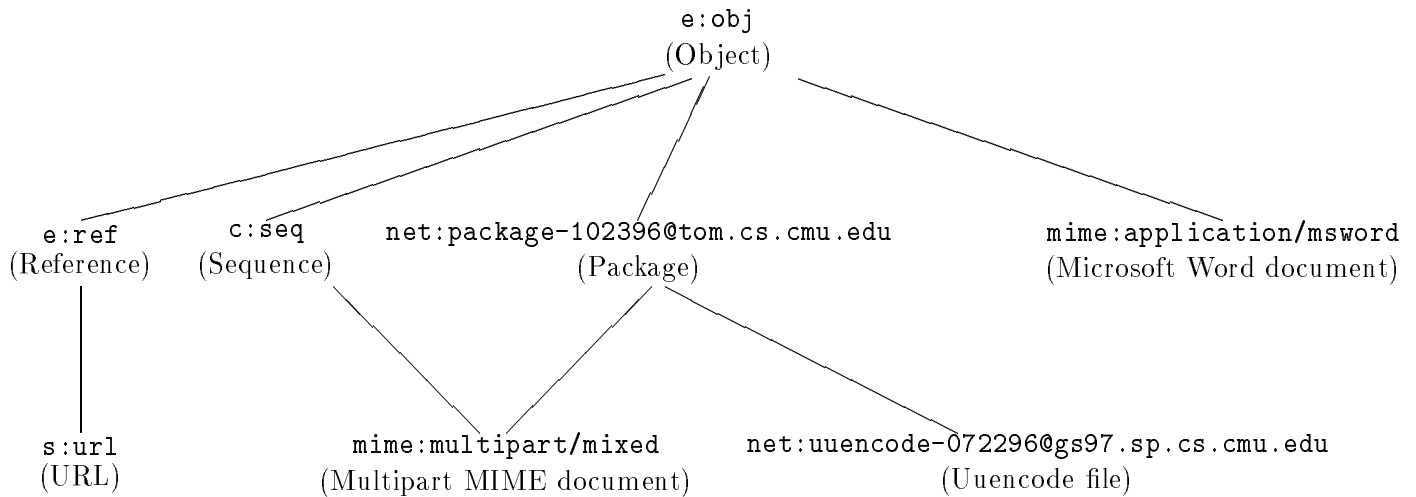 e:obj
(Object)
e:ref
(Reference)
c:seq
(Sequence)
net:package-102396@tom.cs.cmu.edu
(Package)
mime:application/msword
(Microsoft Word document)
s:url
(URL)
mime:multipart/mixed
(Multipart MIME document)
net:uuencode-072296@gs97.sp.cs.cmu.edu
(Uuencode file)